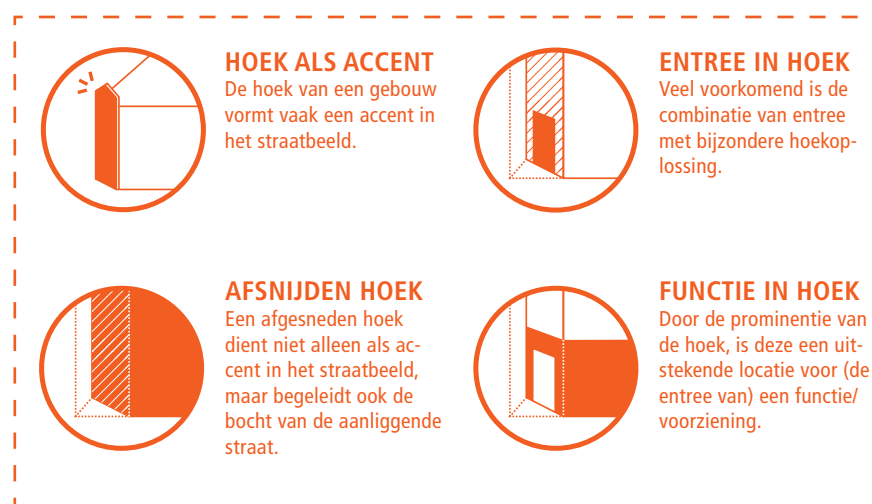 HOEK ALS ACCENT
De hoek van een gebouw
vormt vaak een accent in
het straatbeeld.
ENTREE IN HOEK
Veel voorkomend is de
combinatie van entree
met bijzondere hoekop-
lossing.
AFSNIJDEN HOEK
Een afgesneden hoek
dient niet alleen als ac-
cent in het straatbeeld,
maar begeleidt ook de
bocht van de aanliggende
straat.
FUNCTIE IN HOEK
Door de prominentie van
de hoek, is deze een uit-
stekende locatie voor (de
entree van) een functie/
voorziening.